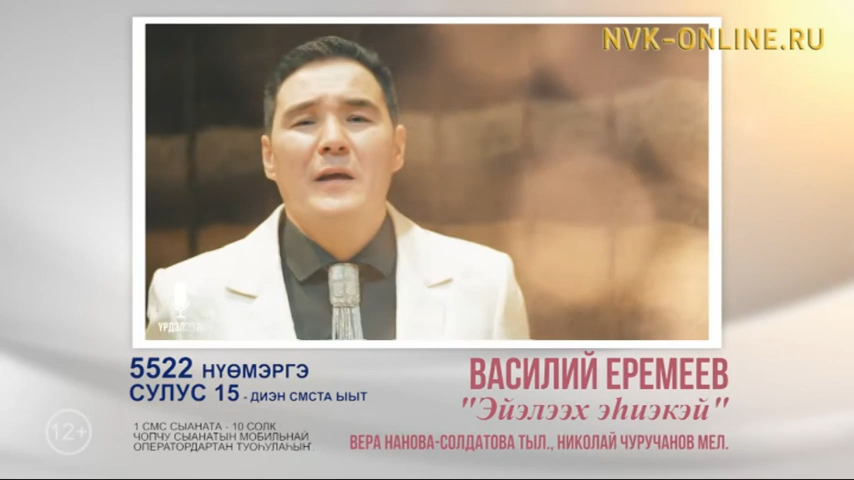 NVK-ONLINE.RU
5522 НҮӨМЭРГЭ
СУЛУС 15 - ДИЭН СМСТА ЫЫТ
1 СМС СЫАНАТА - 10 СОЛК
ЧОПЧУ СЫАНАТЫН МОБИЛЬНАЙ
ОПЕРАТОРДАРТАН ТУОҺУЛАҺЫҤ.
12+
ВАСИЛИЙ ЕРЕМЕЕВ
"Эйэлээх эһиэкэй"
ВЕРА НАНОВА-СОЛДАТОВА ТЫЛ., НИКОЛАЙ ЧУРУЧАНОВ МЕЛ.